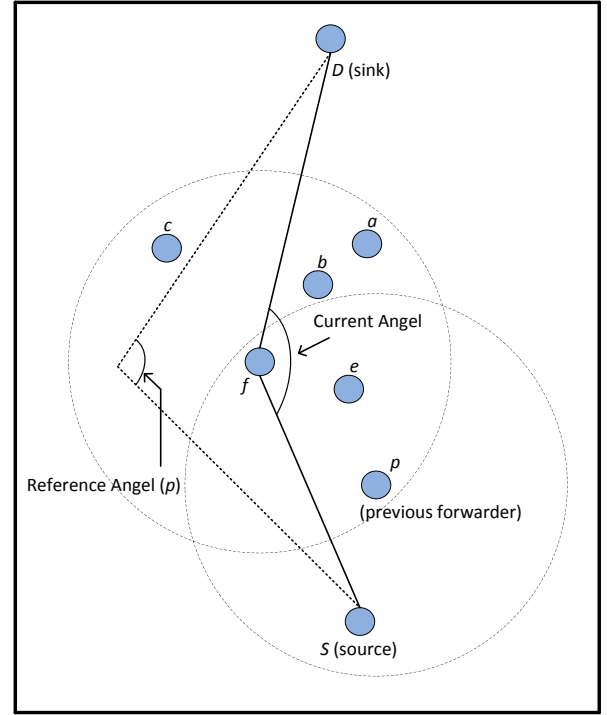 D (sink)
c
a
b
Current Angel
f
e
p
Reference Angel (p)
(previous forwarder)
S (source)